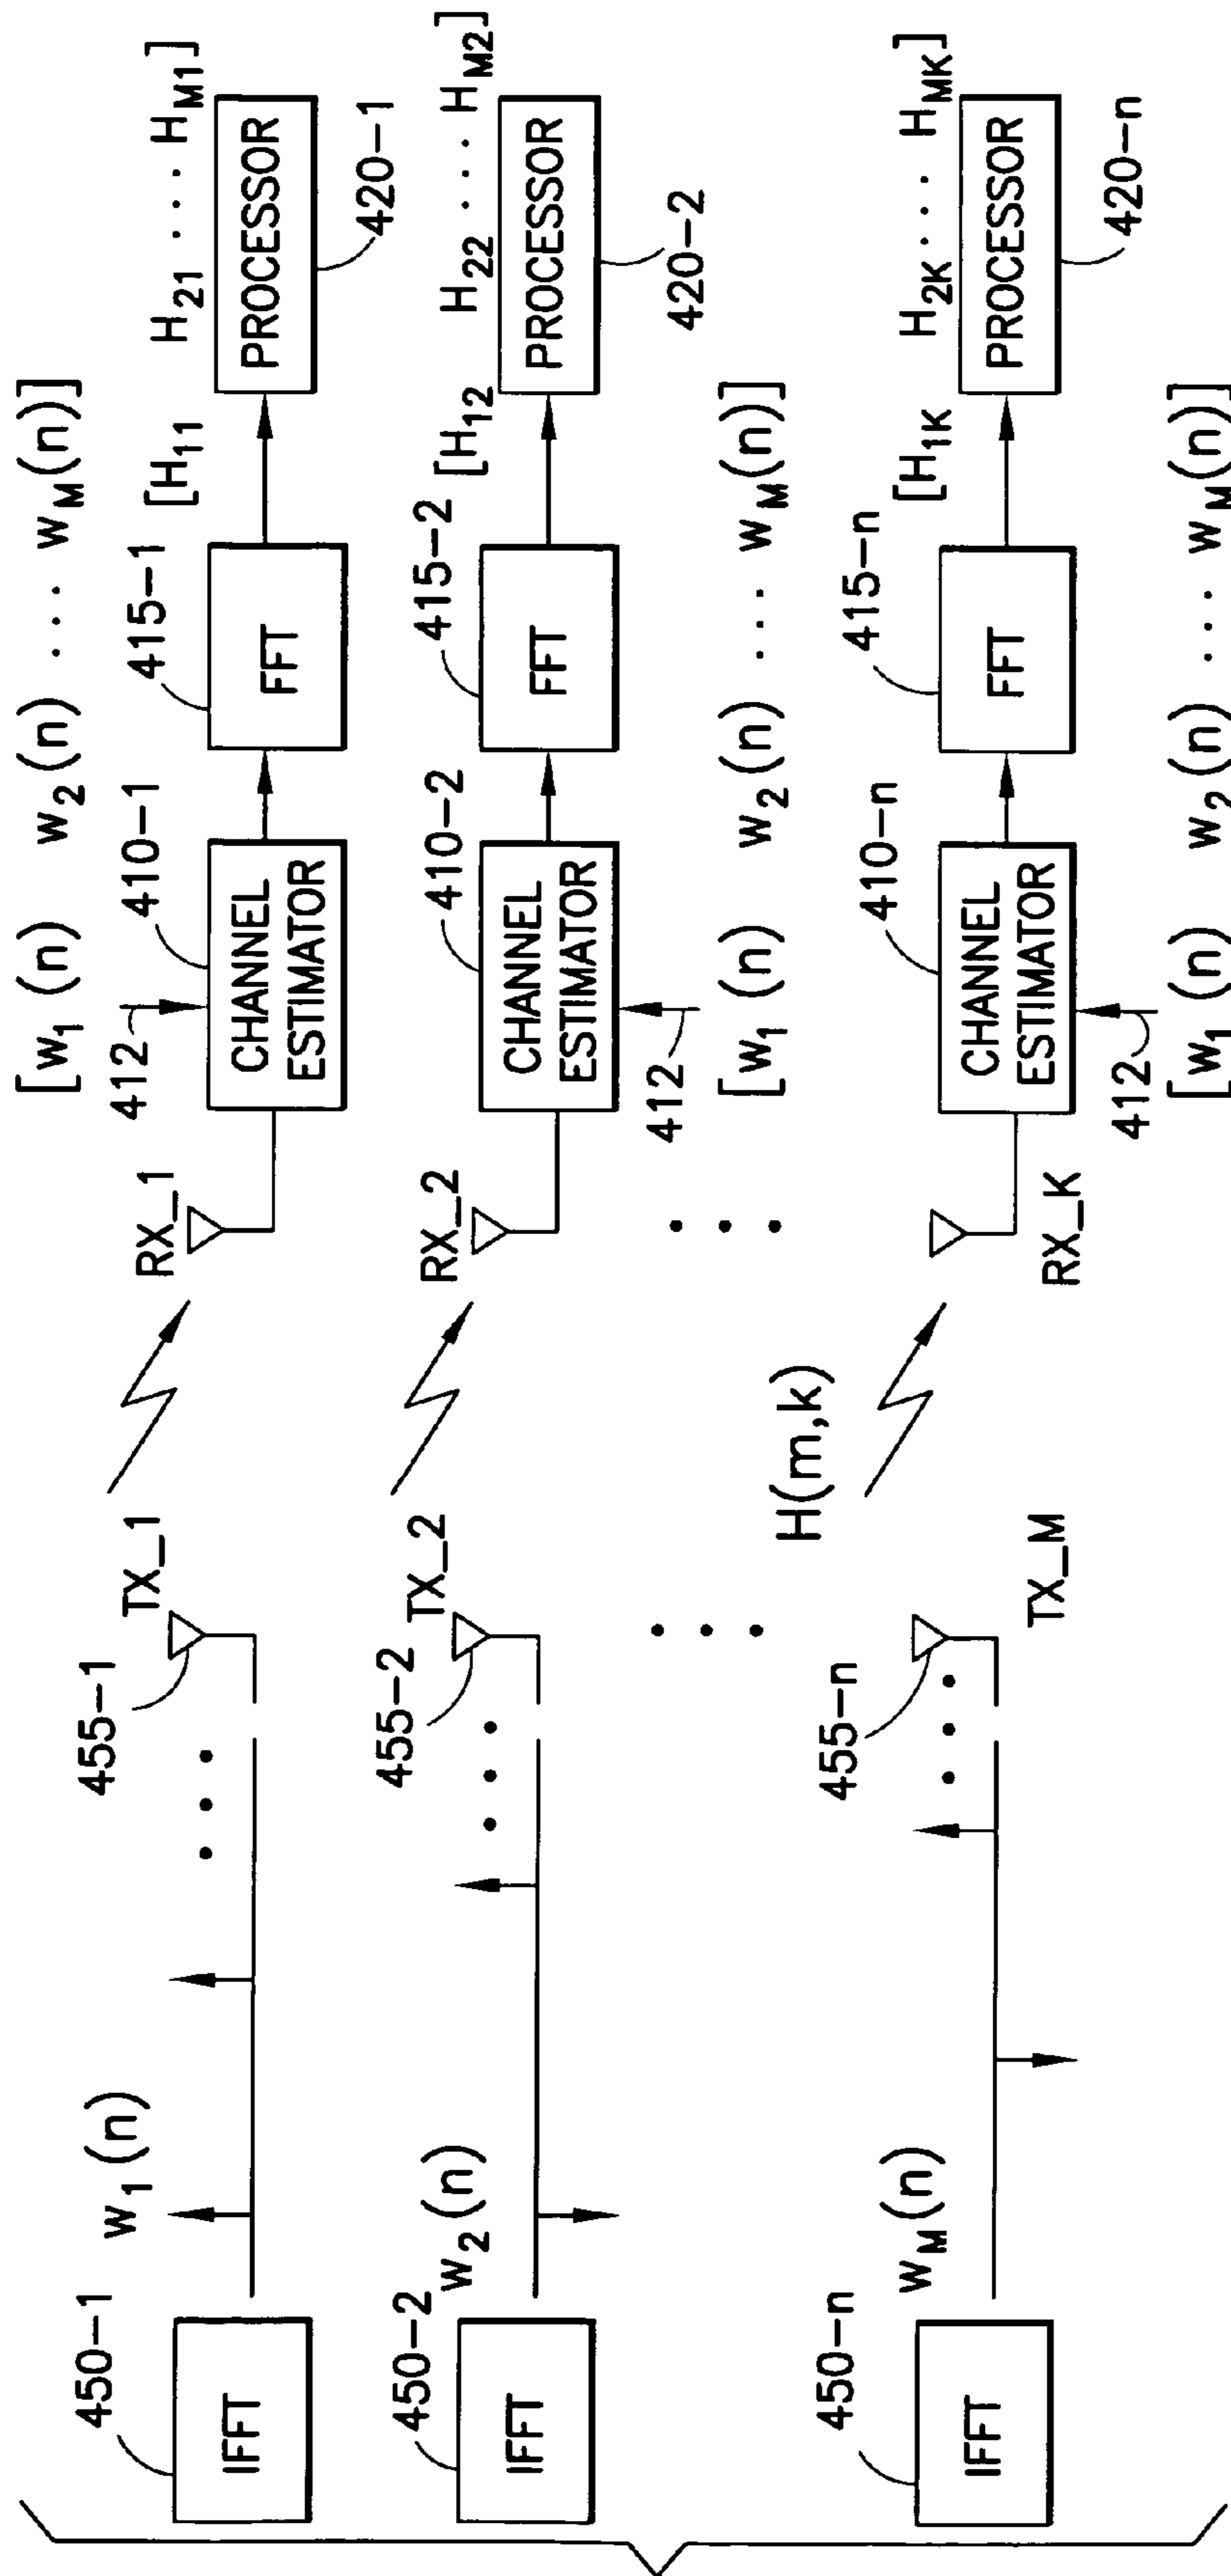 [w1 (n) w2(n) ... wM(n)]
450-1
IFFT
w1(n)
455-1
TX_1
RX_1
412
410-1
CHANNEL
ESTIMATOR
415-1
FFT
[H11 H21 ... HM1]
PROCESSOR
420-1
450-2
IFFT
w2(n)
455-2
TX_2
RX_2
412
410-2
CHANNEL
ESTIMATOR
415-2
FFT
[H12 H22 ... HM2]
PROCESSOR
420-2
[w1 (n) w2(n) ... wM(n)]
H(m,k)
450-n
IFFT
wM(n)
455-n
TX_M
RX_K
412
410-n
CHANNEL
ESTIMATOR
415-n
FFT
[H1K H2K ... HMK]
PROCESSOR
420-n
[w1 (n) w2(n) ... wM(n)]